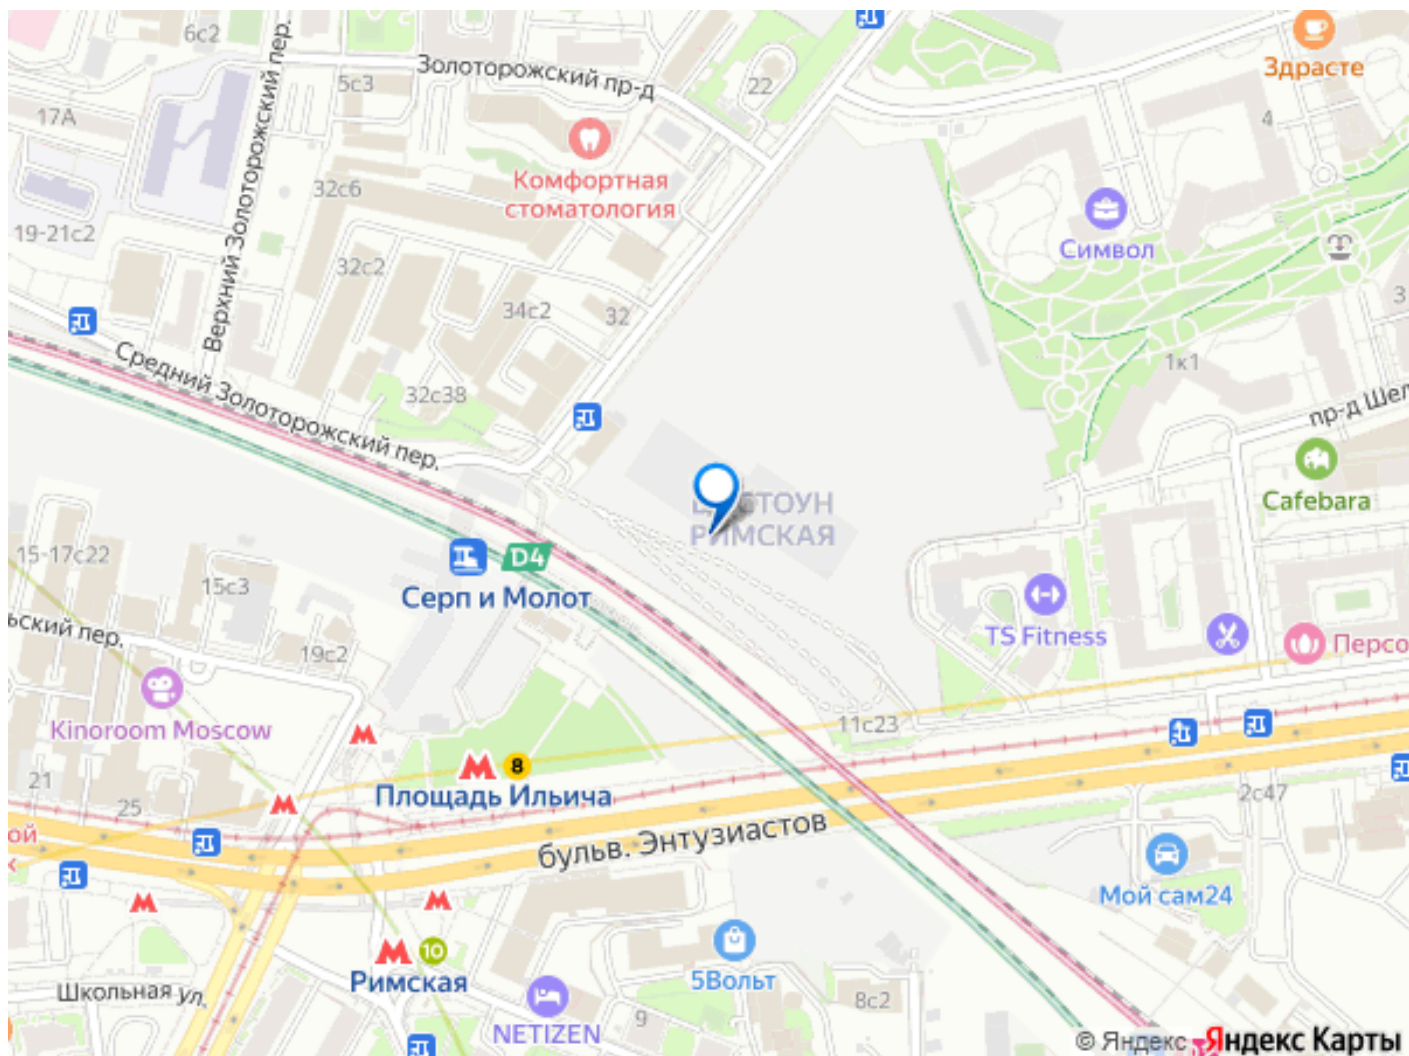 6с2
Верхний Золоторожский пер.
Золоторожский пр-д
5с3
22
17А
Здрасте
4
Комфортная
стоматология
32с6
19-21с2
Символ
32с2
34с2
32
3
1к1
Средний Золоторожский пер.
32с38
пр-д Шел
Cafebara
РИМСКАЯ
15-17с22
D4
15с3
Серп и Молот
TS Fitness
ьский пер.
19с2
Персо
Kinoroom Moscow
11с23
21
8
Площадь Ильича
25
2с47
ой
к
бульв. Энтузиастов
Мой сам24
10
Римская
5Вольт
Школьная ул.
8с2
NETIZEN
9
© Яндекс Яндекс Карты